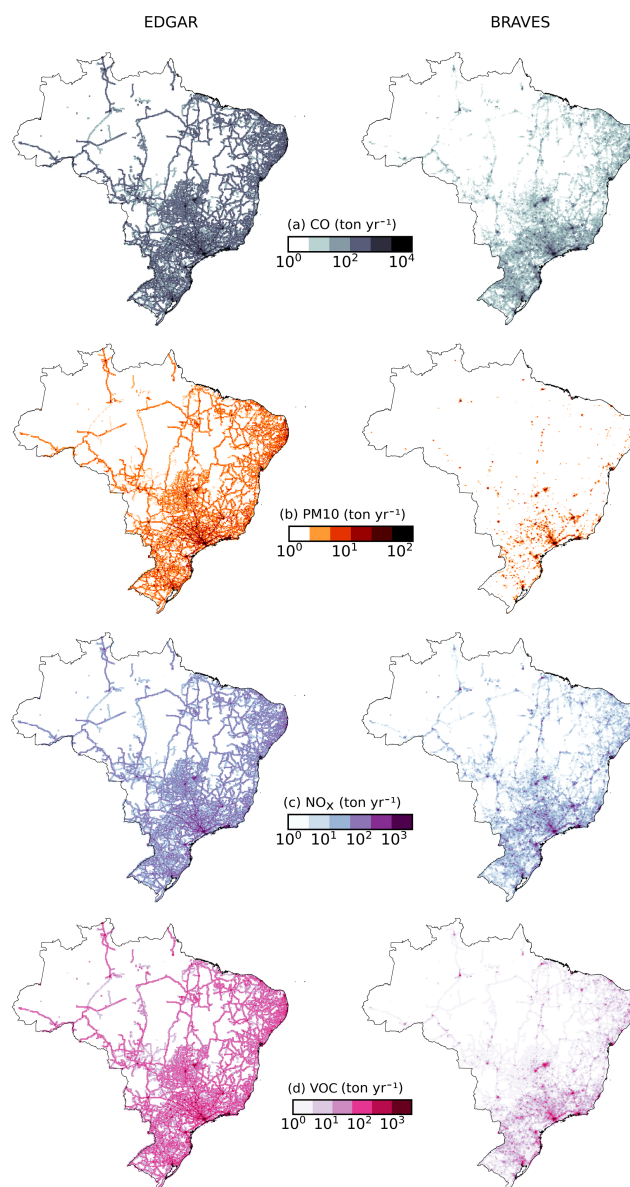 EDGAR BRAVES
(a) CO (ton yr⁻¹)
10⁰ 10² 10⁴
(b) PM10 (ton yr⁻¹)
10⁰ 10¹ 10²
(c) NOₓ (ton yr⁻¹)
10⁰ 10¹ 10² 10³
(d) VOC (ton yr⁻¹)
10⁰ 10¹ 10² 10³